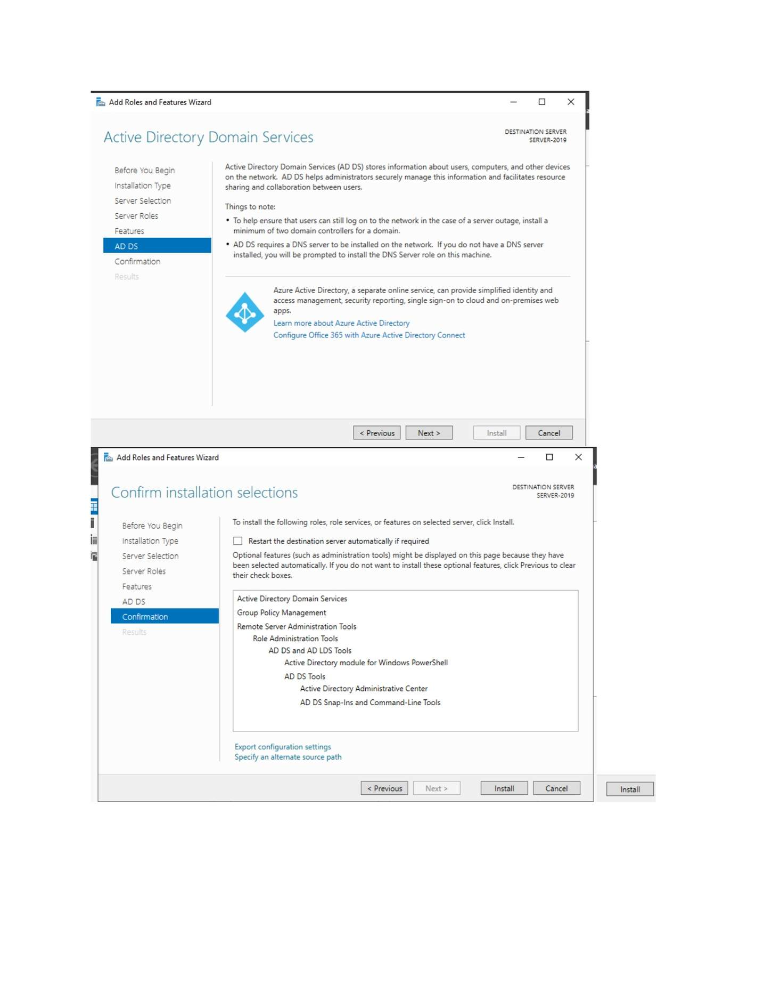 Add Roles and Features Wizard
Active Directory Domain Services
DESTINATION SERVER
SERVER-2019
Before You Begin
Installation Type
Server Selection
Server Roles
Features
AD DS
Confirmation
Results
Active Directory Domain Services (AD DS) stores information about users, computers, and other devices
on the network.  AD DS helps administrators securely manage this information and facilitates resource
sharing and collaboration between users.
Things to note:
• To help ensure that users can still log on to the network in the case of a server outage, install a
minimum of two domain controllers for a domain.
• AD DS requires a DNS server to be installed on the network.  If you do not have a DNS server
installed, you will be prompted to install the DNS Server role on this machine.
Azure Active Directory, a separate online service, can provide simplified identity and
access management, security reporting, single sign-on to cloud and on-premises web
apps.
Learn more about Azure Active Directory
Configure Office 365 with Azure Active Directory Connect
< Previous
Next >
Install
Cancel
Add Roles and Features Wizard
Confirm installation selections
DESTINATION SERVER
SERVER-2019
Before You Begin
Installation Type
Server Selection
Server Roles
Features
AD DS
Confirmation
Results
To install the following roles, role services, or features on selected server, click Install.
Restart the destination server automatically if required
Optional features (such as administration tools) might be displayed on this page because they have
been selected automatically. If you do not want to install these optional features, click Previous to clear
their check boxes.
Active Directory Domain Services
Group Policy Management
Remote Server Administration Tools
Role Administration Tools
AD DS and AD LDS Tools
Active Directory module for Windows PowerShell
AD DS Tools
Active Directory Administrative Center
AD DS Snap-Ins and Command-Line Tools
Export configuration settings
Specify an alternate source path
< Previous
Next >
Install
Cancel
Install